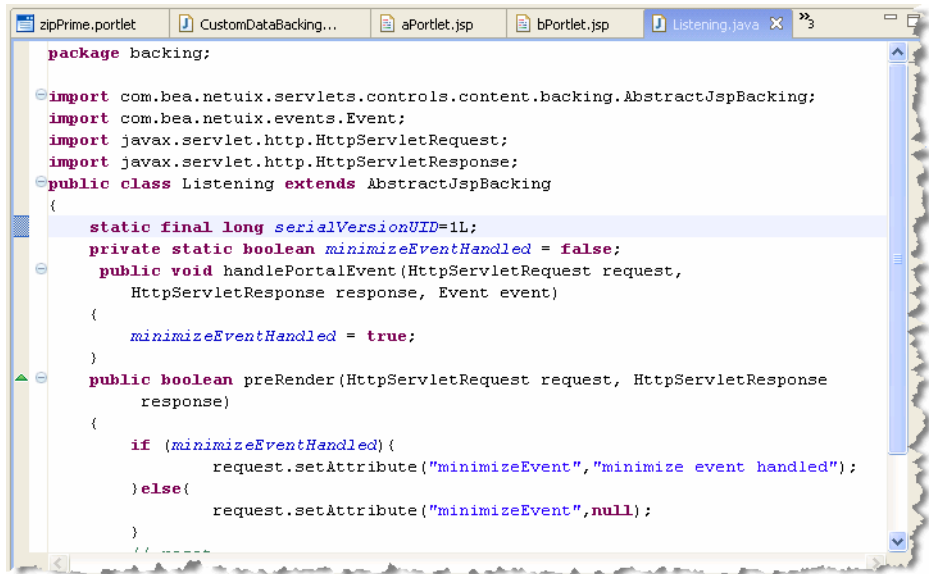 zipPrime.portlet CustomDataBacking... aPortlet.jsp bPortlet.jsp Listening.java »3
package backing;
import com.bea.netuix.servlets.controls.content.backing.AbstractJspBacking;
import com.bea.netuix.events.Event;
import javax.servlet.http.HttpServletRequest;
import javax.servlet.http.HttpServletResponse;
public class Listening extends AbstractJspBacking
{
static final long serialVersionUID=1L;
private static boolean minimizeEventHandled = false;
public void handlePortalEvent(HttpServletRequest request,
HttpServletResponse response, Event event)
{
minimizeEventHandled = true;
}
public boolean preRender(HttpServletRequest request, HttpServletResponse
response)
{
if (minimizeEventHandled){
request.setAttribute("minimizeEvent","minimize event handled");
}else{
request.setAttribute("minimizeEvent",null);
}